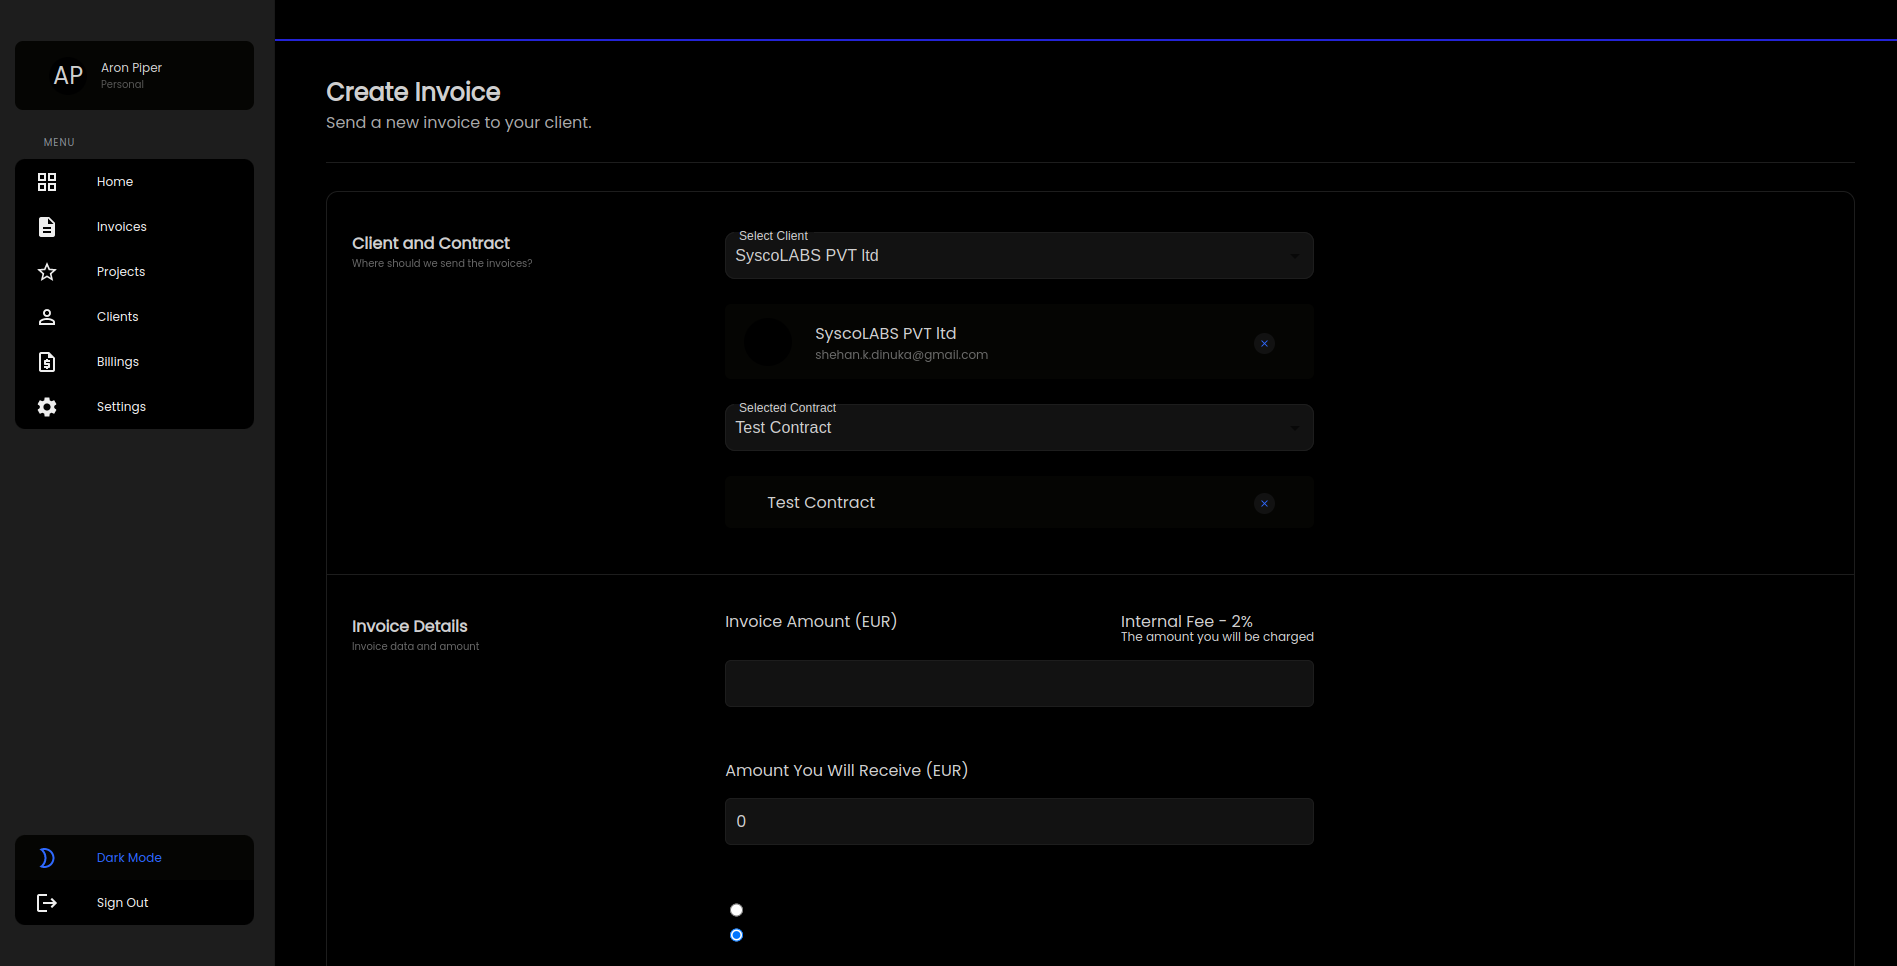 AP
Aron Piper
Personal
MENU
Home
Invoices
Projects
Clients
Billings
Settings
Dark Mode
Sign Out
Create Invoice
Send a new invoice to your client.
Client and Contract
Where should we send the invoices?
Select Client
SyscoLABS PVT ltd
SyscoLABS PVT ltd
shehan.k.dinuka@gmail.com
Selected Contract
Test Contract
Test Contract
Invoice Details
Invoice data and amount
Invoice Amount (EUR)
Internal Fee - 2%
The amount you will be charged
Amount You Will Receive (EUR)
0